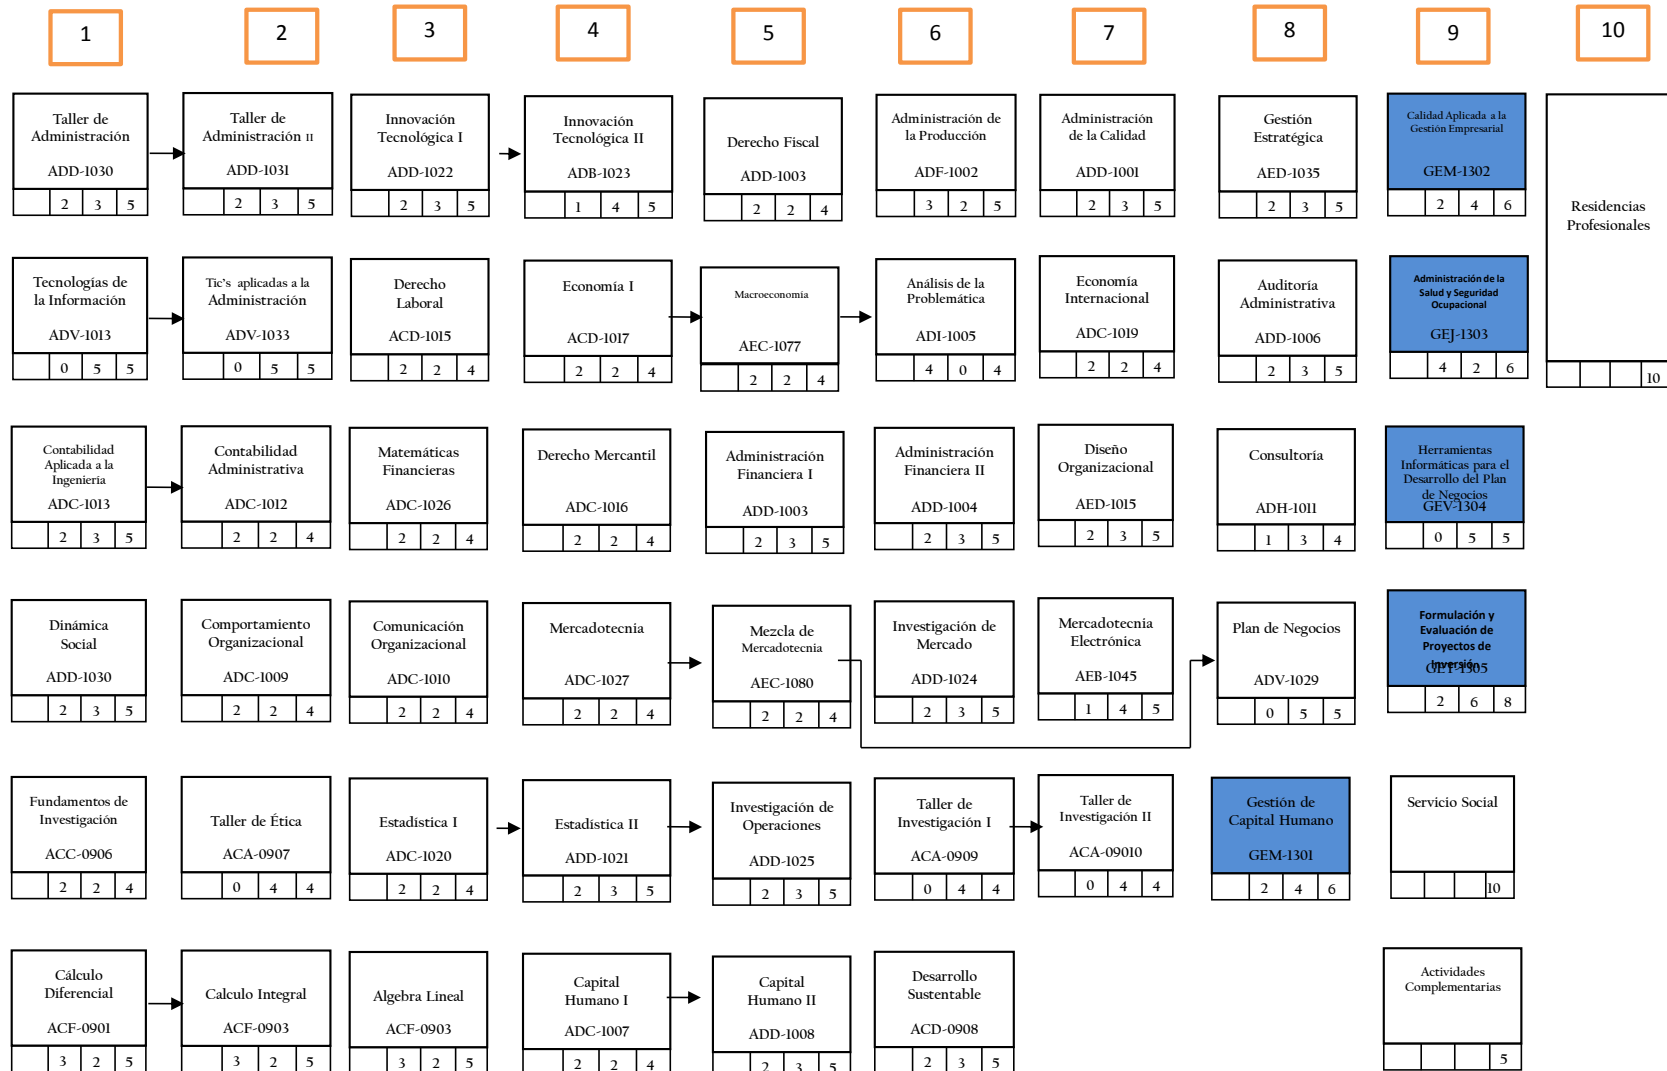 1 2 3 4 5 6 7 8 9 10
Taller de
Administración
ADD-1030
2 3 5
Taller de
Administración II
ADD-1031
2 3 5
Innovación
Tecnológica I
ADD-1022
2 3 5
Innovación
Tecnológica II
ADB-1023
1 4 5
Derecho Fiscal
ADD-1003
2 2 4
Administración de
la Producción
ADF-1002
3 2 5
Administración
de la Calidad
ADD-1001
2 3 5
Gestión
Estratégica
AED-1035
2 3 5
Calidad Aplicada a la
Gestión Empresarial
GEM-1302
2 4 6
Residencias
Profesionales
10
Tecnologías de
la Información
ADV-1013
0 5 5
Tic's aplicadas a la
Administración
ADV-1033
0 5 5
Derecho
Laboral
ACD-1015
2 2 4
Economía I
ACD-1017
2 2 4
Macroeconomía
AEC-1077
2 2 4
Análisis de la
Problemática
ADI-1005
4 0 4
Economía
Internacional
ADC-1019
2 2 4
Auditoría
Administrativa
ADD-1006
2 3 5
Administración de la
Salud y Seguridad
Ocupacional
GEJ-1303
4 2 6
Contabilidad
Aplicada a la
Ingeniería
ADC-1013
2 3 5
Contabilidad
Administrativa
ADC-1012
2 2 4
Matemáticas
Financieras
ADC-1026
2 2 4
Derecho Mercantil
ADC-1016
2 2 4
Administración
Financiera I
ADD-1003
2 3 5
Administración
Financiera II
ADD-1004
2 3 5
Diseño
Organizacional
AED-1015
2 3 5
Consultoría
ADH-1011
1 3 4
Herramientas
Informáticas para el
Desarrollo del Plan
de Negocios
GEV-1304
0 5 5
Dinámica
Social
ADD-1030
2 3 5
Comportamiento
Organizacional
ADC-1009
2 2 4
Comunicación
Organizacional
ADC-1010
2 2 4
Mercadotecnia
ADC-1027
2 2 4
Mezcla de
Mercadotecnia
AEC-1080
2 2 4
Investigación de
Mercado
ADD-1024
2 3 5
Mercadotecnia
Electrónica
AEB-1045
1 4 5
Plan de Negocios
ADV-1029
0 5 5
Formulación y
Evaluación de
Proyectos de
Inversión
GET-1305
2 6 8
Fundamentos de
Investigación
ACC-0906
2 2 4
Taller de Ética
ACA-0907
0 4 4
Estadística I
ADC-1020
2 2 4
Estadística II
ADD-1021
2 3 5
Investigación de
Operaciones
ADD-1025
2 3 5
Taller de
Investigación I
ACA-0909
0 4 4
Taller de
Investigación II
ACA-09010
0 4 4
Gestión de
Capital Humano
GEM-1301
2 4 6
Servicio Social
10
Cálculo
Diferencial
ACF-0901
3 2 5
Calculo Integral
ACF-0903
3 2 5
Algebra Lineal
ACF-0903
3 2 5
Capital
Humano I
ADC-1007
2 2 4
Capital
Humano II
ADD-1008
2 3 5
Desarrollo
Sustentable
ACD-0908
2 3 5
Actividades
Complementarias
5